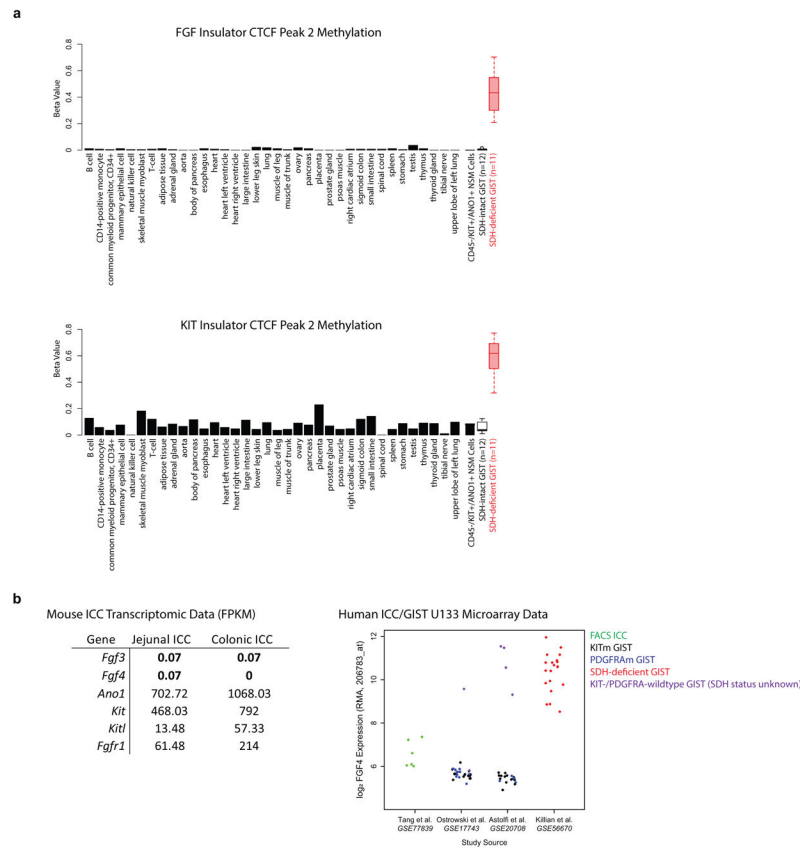 a
FGF Insulator CTCF Peak 2 Methylation
Beta Value
0.8
0.6
0.4
0.2
0
B cell
CD14-positive monocyte
common myeloid progenitor, CD34+
mammary epithelial cell
natural killer cell
skeletal muscle myoblast
T-cell
adipose tissue
adrenal gland
aorta
body of pancreas
esophagus
heart
heart left ventricle
heart right ventricle
large intestine
lower leg skin
lung
muscle of leg
muscle of trunk
ovary
pancreas
placenta
prostate gland
psoas muscle
right cardiac atrium
sigmoid colon
small intestine
spinal cord
spleen
stomach
testis
thymus
thyroid gland
tibial nerve
upper lobe of left lung
CD45-/KIT+/ANO1+ NSM Cells
SDH-intact GIST (n=12)
SDH-deficient GIST (n=11)
KIT Insulator CTCF Peak 2 Methylation
Beta Value
0.8
0.6
0.4
0.2
0
B cell
CD14-positive monocyte
common myeloid progenitor, CD34+
mammary epithelial cell
natural killer cell
skeletal muscle myoblast
T-cell
adipose tissue
adrenal gland
aorta
body of pancreas
esophagus
heart
heart left ventricle
heart right ventricle
large intestine
lower leg skin
lung
muscle of leg
muscle of trunk
ovary
pancreas
placenta
prostate gland
psoas muscle
right cardiac atrium
sigmoid colon
small intestine
spinal cord
spleen
stomach
testis
thymus
thyroid gland
tibial nerve
upper lobe of left lung
CD45-/KIT+/ANO1+ NSM Cells
SDH-intact GIST (n=12)
SDH-deficient GIST (n=11)
b
Mouse ICC Transcriptomic Data (FPKM)
Gene Jejunal ICC Colonic ICC
Fgf3 0.07 0.07
Fgf4 0.07 0
Ano1 702.72 1068.03
Kit 468.03 792
Kitl 13.48 57.33
Fgfr1 61.48 214
Human ICC/GIST U133 Microarray Data
log₂ FGF4 Expression (RMA, 206783_at)
12
10
8
6
Tang et al. Ostrowski et al. Astolfi et al. Killian et al.
GSE77839 GSE17743 GSE20708 GSE56670
Study Source
FACS ICC
KITm GIST
PDGFRAm GIST
SDH-deficient GIST
KIT-/PDGFRA-wildtype GIST (SDH status unknown)